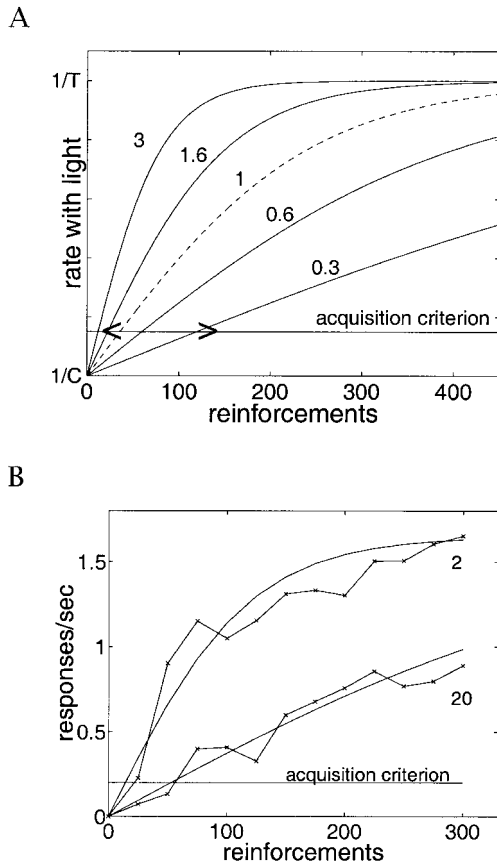 A
1/T
rate with light
3
1.6
1
0.6
0.3
acquisition criterion
1/C
0
100
200
300
400
reinforcements
B
1.5
responses/sec
2
1
20
0.5
acquisition criterion
0
0
100
200
300
reinforcements